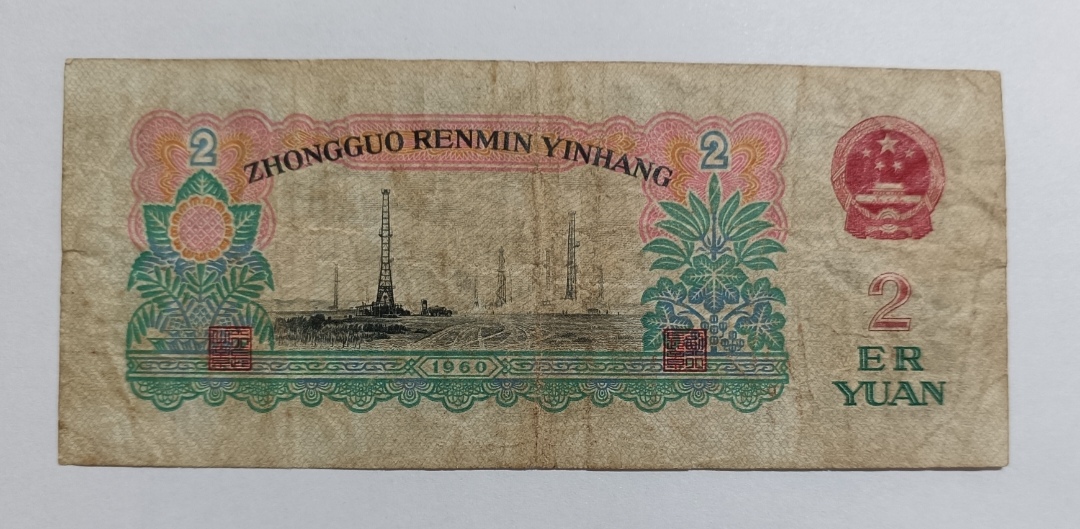 2
ZHONGGUO RENMIN YINHANG
2
1960
2
ER
YUAN